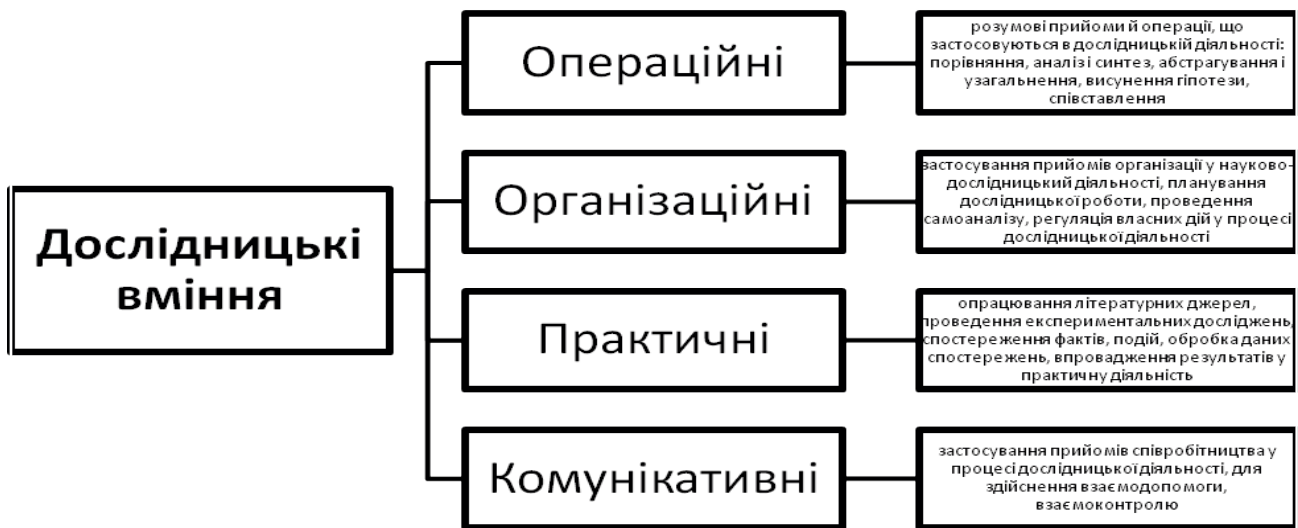 Дослідницькі
вміння
Операційні
розумові прийоми й операції, що
застосовуються в дослідницькій діяльності:
порівняння, аналіз і синтез, абстрагування і
узагальнення, висунення гіпотези,
співставлення
Організаційні
застосування прийомів організації у науково-
дослідницький діяльності, планування
дослідницької роботи, проведення
самоаналізу, регуляція власних дій у процесі
дослідницької діяльності
Практичні
опрацювання літературних джерел,
проведення експериментальних досліджень,
спостереження фактів, подій, обробка даних
спостережень, впровадження результатів у
практичну діяльність
Комунікативні
застосування прийомів співробітництва у
процесі дослідницької діяльності, для
здійснення взаємодопомоги,
взаємоконтролю